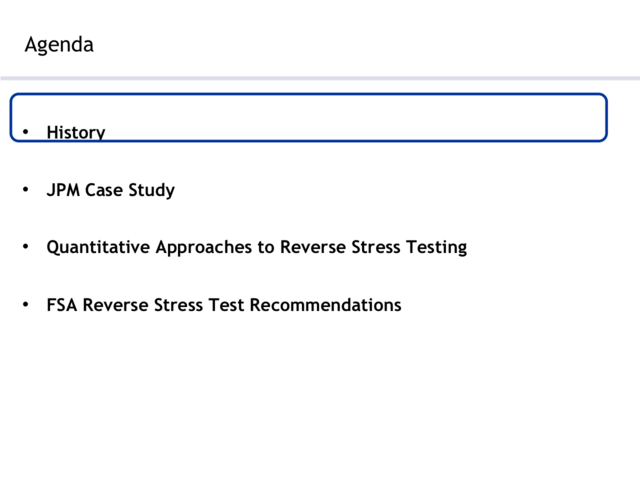 Agenda
• History
• JPM Case Study
• Quantitative Approaches to Reverse Stress Testing
• FSA Reverse Stress Test Recommendations